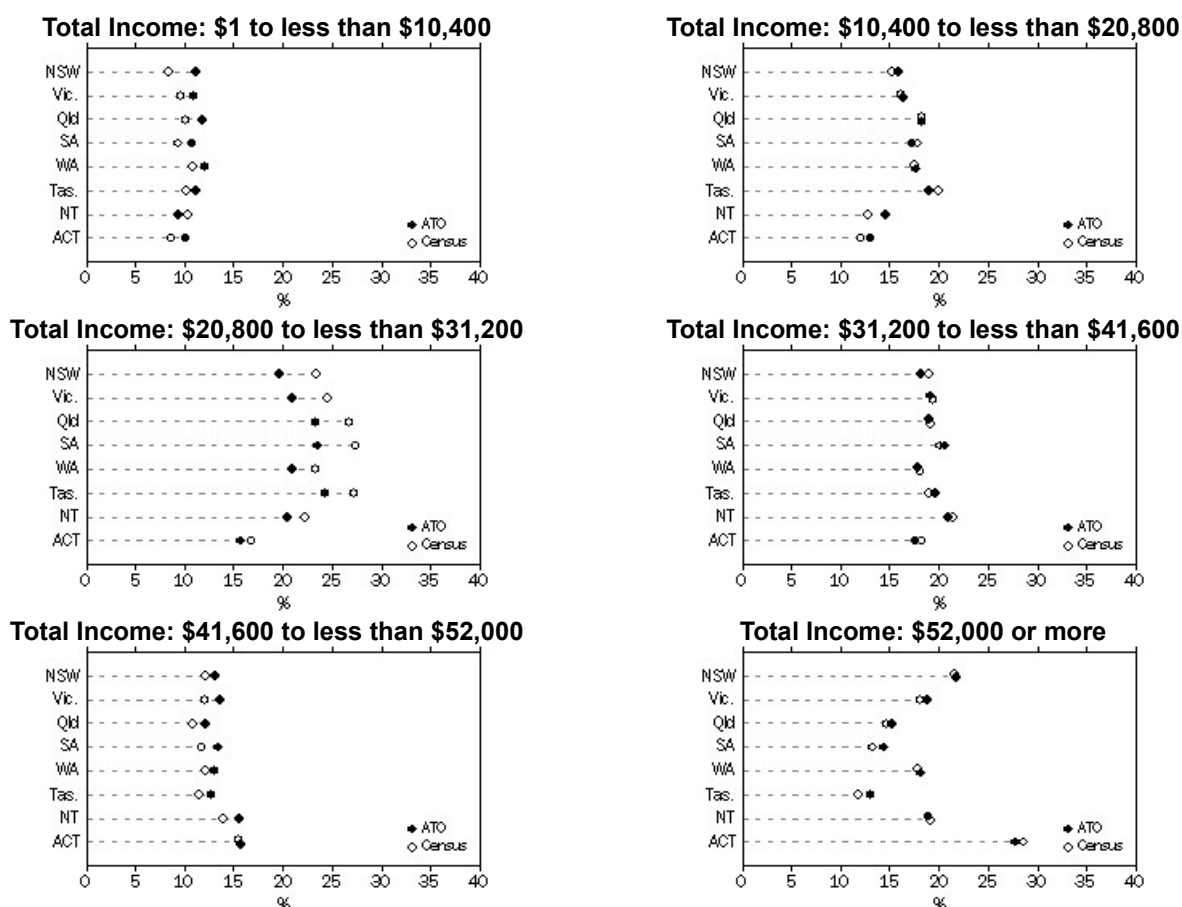 Total Income: $1 to less than $10,400
NSW
Vic.
Qld
SA
WA
Tas.
NT
ACT
ATO
Census
0 5 10 15 20 25 30 35 40
%
Total Income: $10,400 to less than $20,800
NSW
Vic.
Qld
SA
WA
Tas.
NT
ACT
ATO
Census
0 5 10 15 20 25 30 35 40
%
Total Income: $20,800 to less than $31,200
NSW
Vic.
Qld
SA
WA
Tas.
NT
ACT
ATO
Census
0 5 10 15 20 25 30 35 40
%
Total Income: $31,200 to less than $41,600
NSW
Vic.
Qld
SA
WA
Tas.
NT
ACT
ATO
Census
0 5 10 15 20 25 30 35 40
%
Total Income: $41,600 to less than $52,000
NSW
Vic.
Qld
SA
WA
Tas.
NT
ACT
ATO
Census
0 5 10 15 20 25 30 35 40
%
Total Income: $52,000 or more
NSW
Vic.
Qld
SA
WA
Tas.
NT
ACT
ATO
Census
0 5 10 15 20 25 30 35 40
%